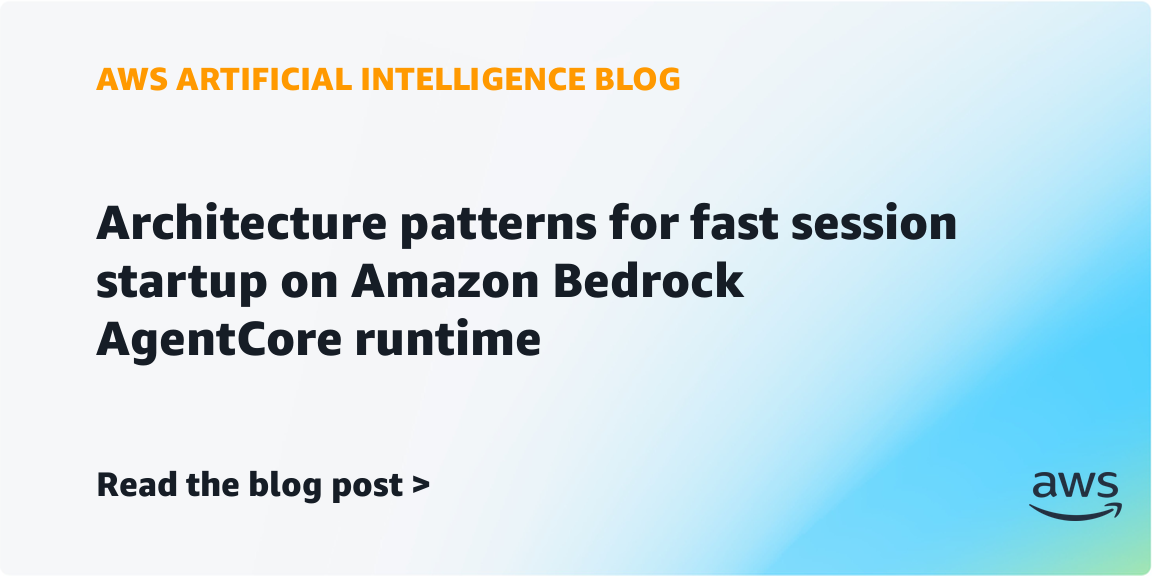 AWS ARTIFICIAL INTELLIGENCE BLOG
Architecture patterns for fast session
startup on Amazon Bedrock
AgentCore runtime
Read the blog post >
aws